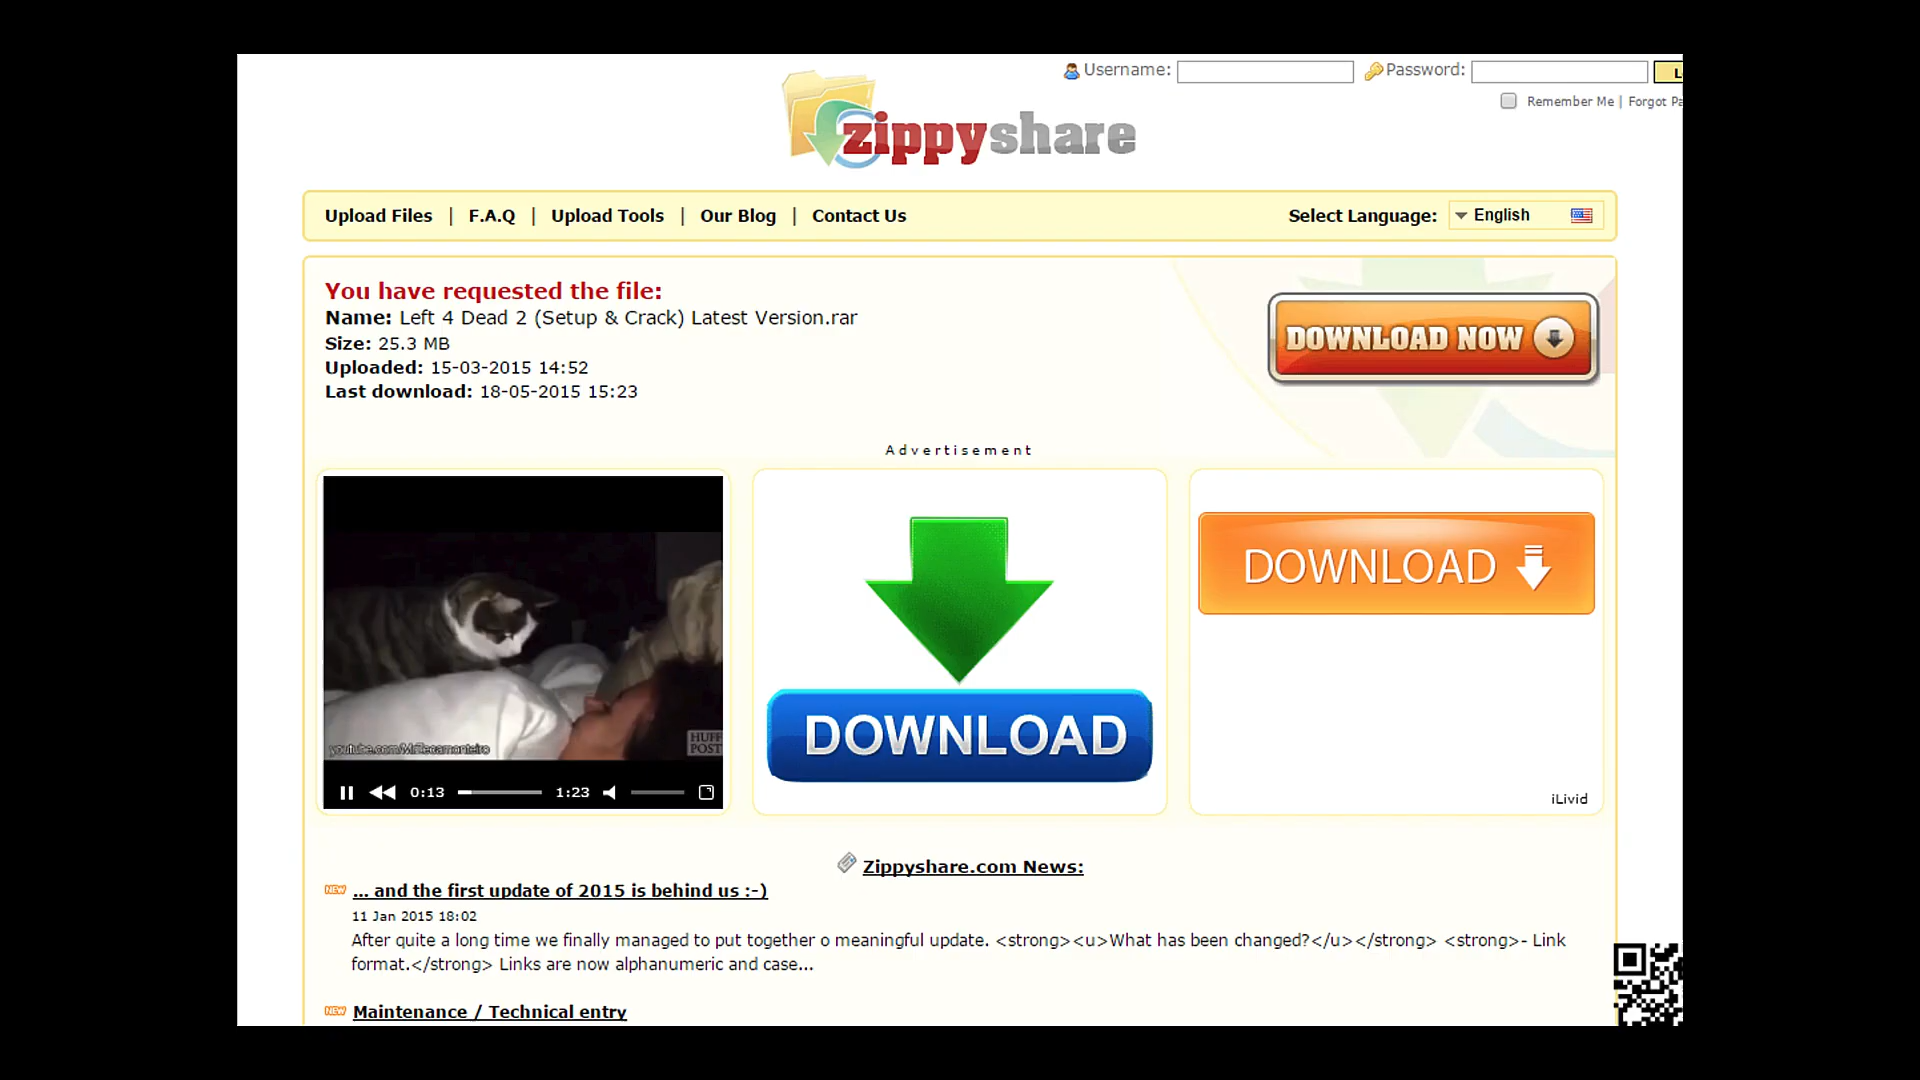 Username:
Password:
Remember Me | Forgot
zippyshare
Upload Files | F.A.Q | Upload Tools | Our Blog | Contact Us
Select Language: English
You have requested the file:
Name: Left 4 Dead 2 (Setup & Crack) Latest Version.rar
Size: 25.3 MB
Uploaded: 15-03-2015 14:52
Last download: 18-05-2015 15:23
DOWNLOAD NOW
Advertisement
youtube.com/MrTecamonteiro
HUFF
POST
0:13
1:23
DOWNLOAD
DOWNLOAD
iLivid
Zippyshare.com News:
NEW ... and the first update of 2015 is behind us :-)
11 Jan 2015 18:02
After quite a long time we finally managed to put together o meaningful update. <strong><u>What has been changed?</u></strong> <strong>- Link
format.</strong> Links are now alphanumeric and case...
NEW Maintenance / Technical entry